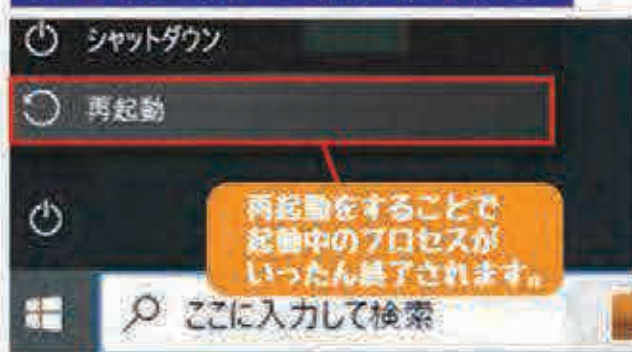 シャットダウン
再起動
再起動をすることで
起動中のプロセスが
いったん終了されます。
ここに入力して検索